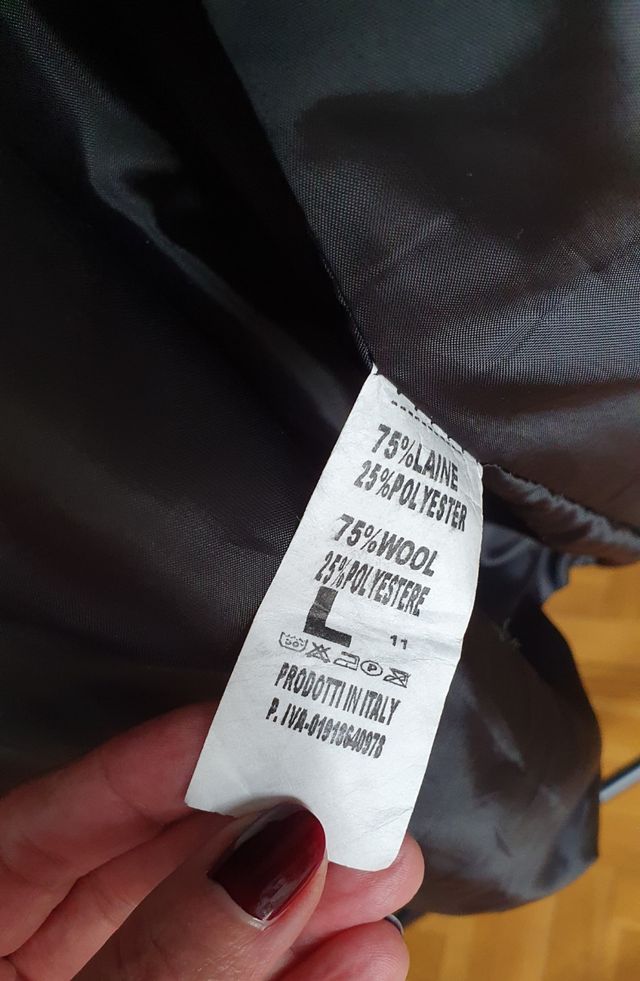 75%LAINE
25%POLYESTER
75%WOOL
25%POLYESTERE
L
11
PRODOTTI IN ITALY
P. IVA-01918640978